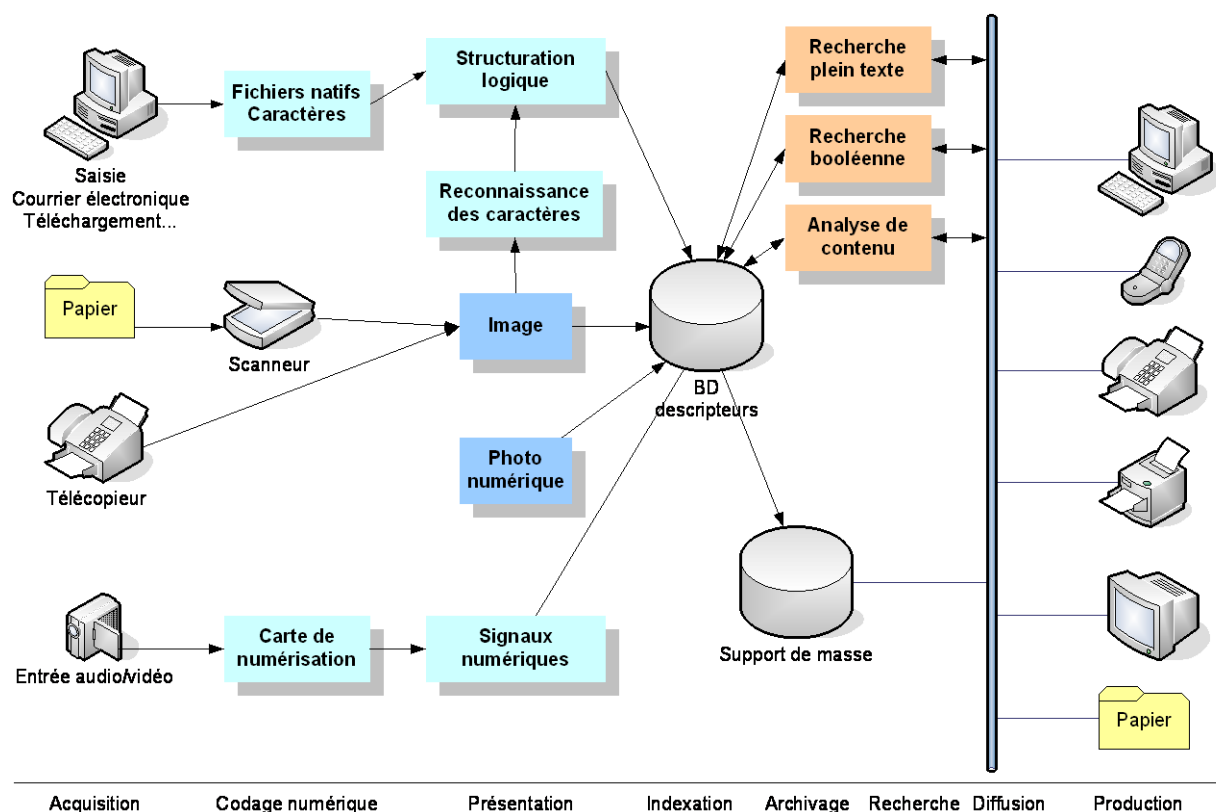 Saisie
Courrier électronique
Téléchargement...
Fichiers natifs
Caractères
Structuration
logique
Reconnaissance
des caractères
Recherche
plein texte
Recherche
booléenne
Analyse de
contenu
Papier
Scanneur
Image
BD
descripteurs
Télécopieur
Photo
numérique
Entrée audio/vidéo
Carte de
numérisation
Signaux
numériques
Support de masse
Papier
Acquisition
Codage numérique
Présentation
Indexation
Archivage
Recherche
Diffusion
Production